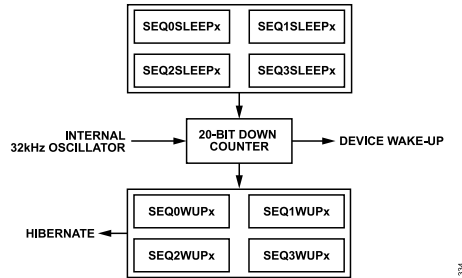 SEQ0SLEEPx SEQ1SLEEPx
SEQ2SLEEPx SEQ3SLEEPx
INTERNAL
32kHz OSCILLATOR
20-BIT DOWN
COUNTER
DEVICE WAKE-UP
SEQ0WUPx SEQ1WUPx
HIBERNATE
SEQ2WUPx SEQ3WUPx
334